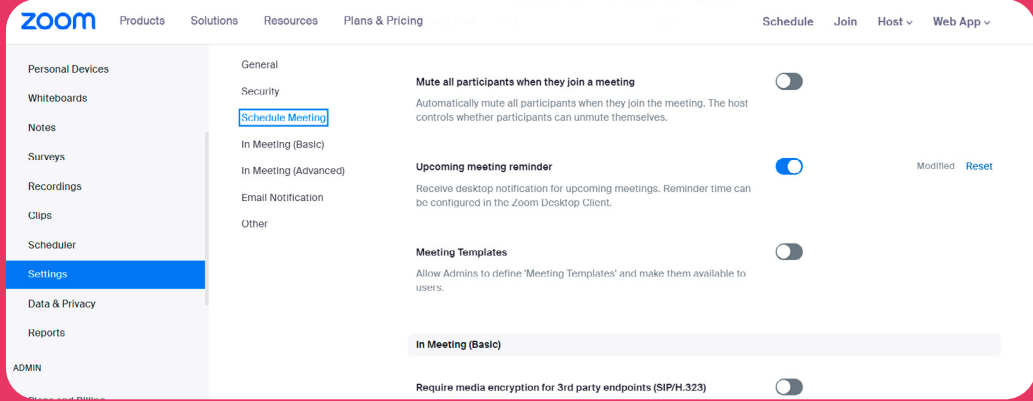 zoom Products Solutions Resources Plans & Pricing Schedule Join Host Web App
Personal Devices
Whiteboards
Notes
Surveys
Recordings
Clips
Scheduler
Settings
Data & Privacy
Reports
ADMIN
Plans and Billing
General
Security
Schedule Meeting
In Meeting (Basic)
In Meeting (Advanced)
Email Notification
Other
Mute all participants when they join a meeting
Automatically mute all participants when they join the meeting. The host
controls whether participants can unmute themselves.
Upcoming meeting reminder
Modified Reset
Receive desktop notification for upcoming meetings. Reminder time can
be configured in the Zoom Desktop Client.
Meeting Templates
Allow Admins to define 'Meeting Templates' and make them available to
users.
In Meeting (Basic)
Require media encryption for 3rd party endpoints (SIP/H.323)